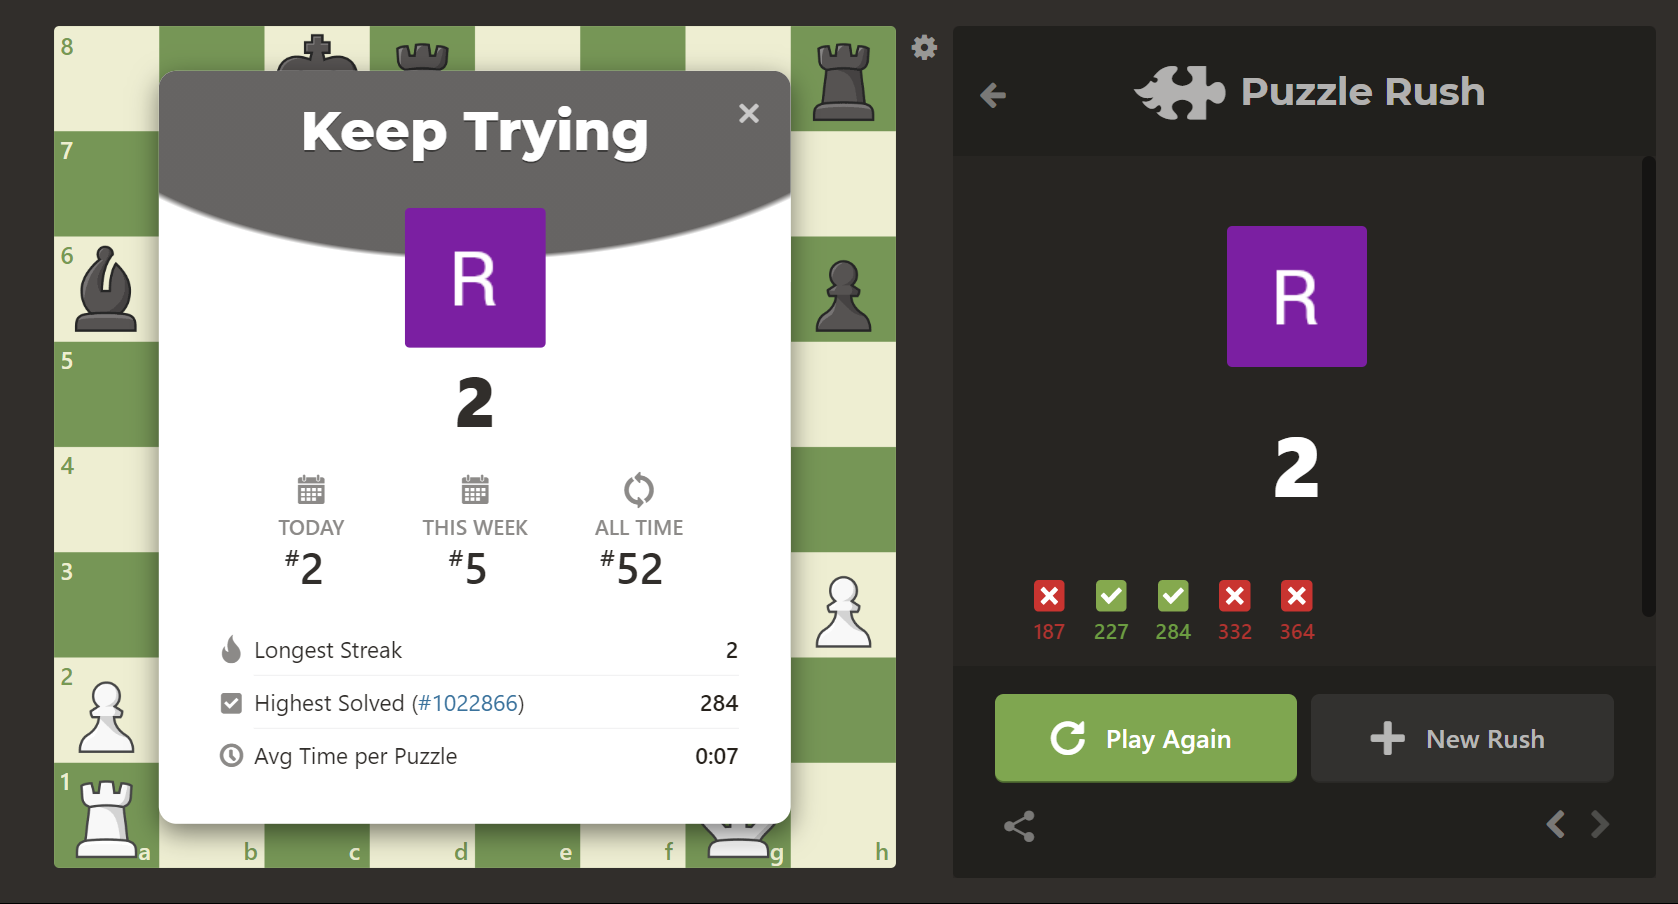 8
7
6
5
4
3
2
1
a
b
c
d
e
f
g
h
Keep Trying
R
2
TODAY
#2
THIS WEEK
#5
ALL TIME
#52
Longest Streak 2
Highest Solved (#1022866) 284
Avg Time per Puzzle 0:07
Puzzle Rush
R
2
187 227 284 332 364
Play Again
New Rush